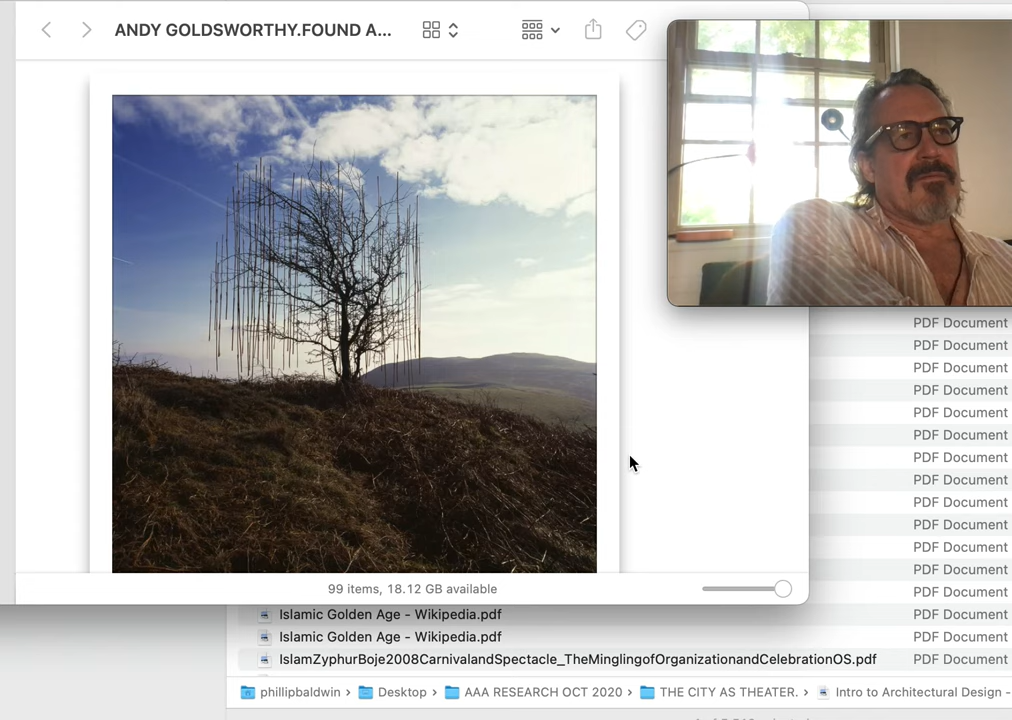 ANDY GOLDSWORTHY.FOUND A...
PDF Document
PDF Document
PDF Document
PDF Document
PDF Document
PDF Document
PDF Document
PDF Document
PDF Document
PDF Document
PDF Document
PDF Document
99 items, 18.12 GB available
PDF Document
Islamic Golden Age - Wikipedia.pdf PDF Document
Islamic Golden Age - Wikipedia.pdf PDF Document
IslamZyphurBoje2008CarnivalandSpectacle_TheMinglingofOrganizationandCelebrationOS.pdf PDF Document
phillipbaldwin › Desktop › AAA RESEARCH OCT 2020 › THE CITY AS THEATER. › Intro to Architectural Design -